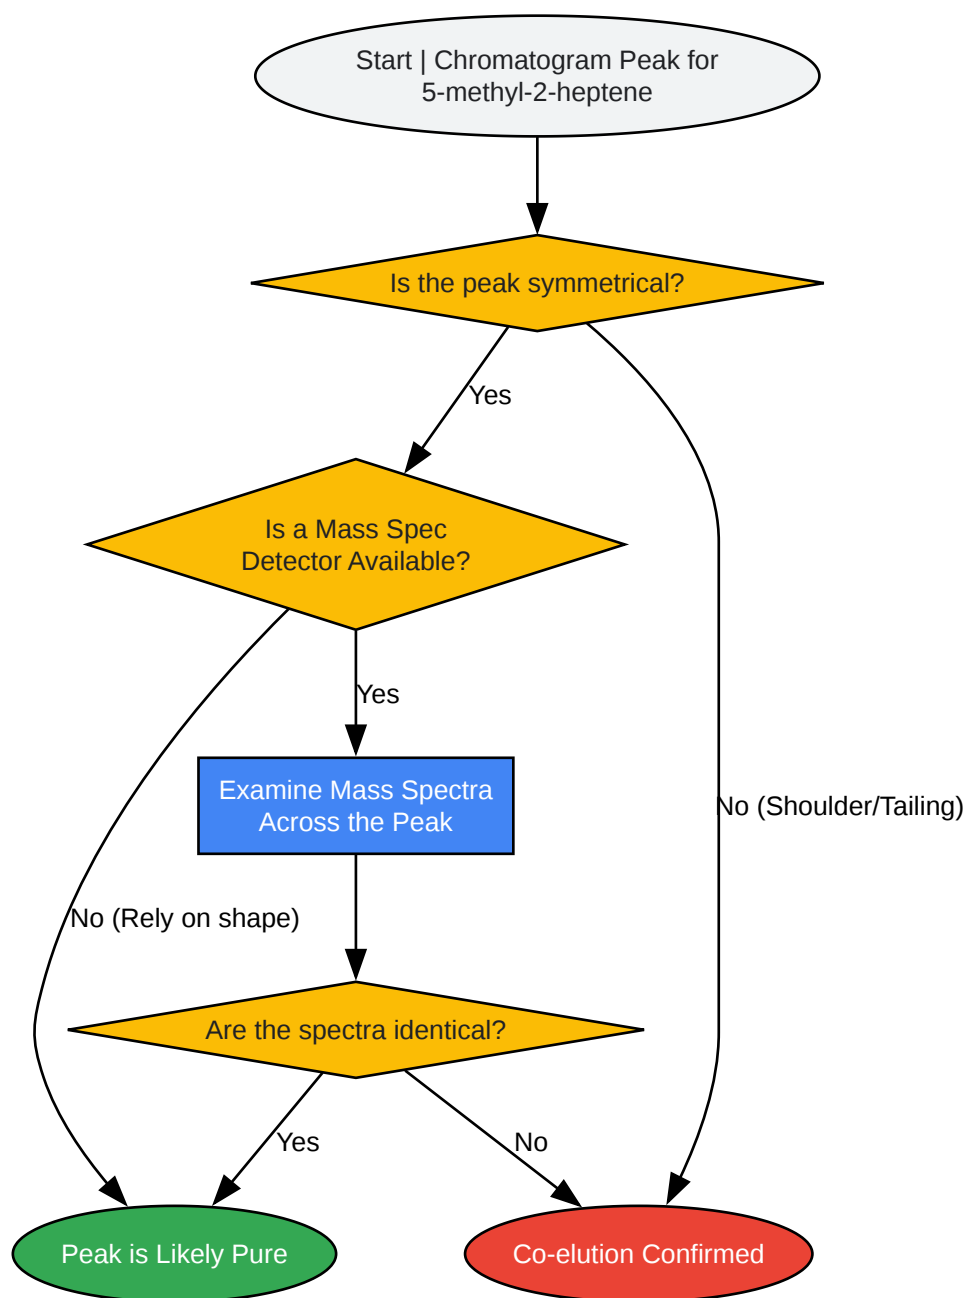 Start | Chromatogram Peak for
5-methyl-2-heptene
Is the peak symmetrical?
Yes
Is a Mass Spec
Detector Available?
Yes
Examine Mass Spectra
Across the Peak
No (Shoulder/Tailing)
No (Rely on shape)
Are the spectra identical?
Yes
No
Peak is Likely Pure
Co-elution Confirmed